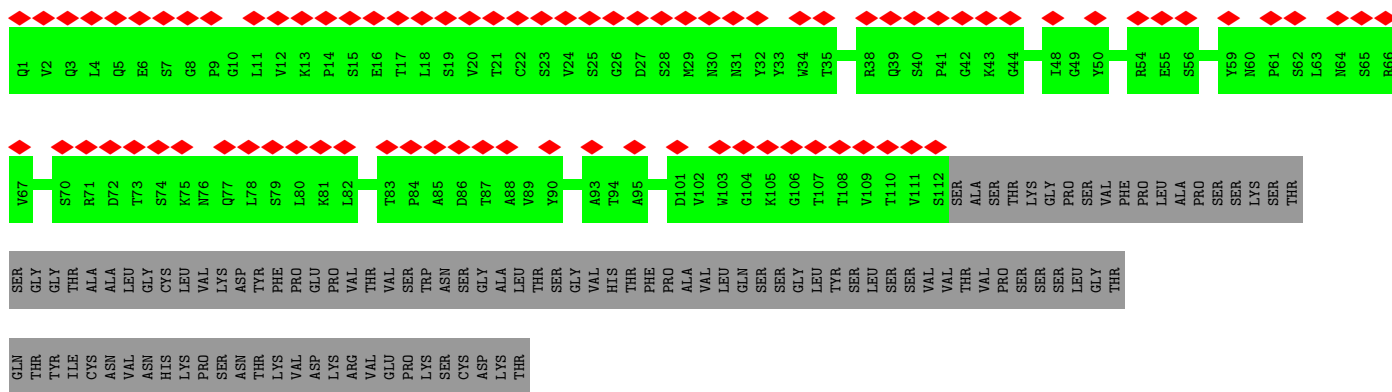 Q1 V2 Q3 L4 Q5 E6 S7 G8 P9 G10 L11 V12 K13 P14 S15 E16 T17 L18 S19 V20 T21 C22 S23 V24 S25 G26 D27 S28 M29 N30 N31 Y32 Y33 W34 T35 R38 Q39 S40 P41 G42 K43 G44 I48 G49 Y50 R54 E55 S56 Y59 N60 P61 S62 L63 N64 S65 R66
V67 S70 R71 D72 T73 S74 K75 N76 Q77 L78 S79 L80 K81 L82 T83 P84 A85 D86 T87 A88 V89 Y90 A93 T94 A95 D101 V102 W103 G104 K105 G106 T107 T108 V109 T110 V111 S112 SER ALA SER THR LYS GLY PRO SER VAL PHE PRO LEU ALA PRO SER SER LYS SER THR
SER GLY GLY THR ALA ALA LEU GLY CYS LEU VAL LYS ASP TYR PHE PRO GLU PRO VAL THR VAL SER TRP ASN SER GLY ALA LEU THR SER GLY VAL HIS THR PHE PRO ALA VAL LEU GLN SER SER GLY LEU TYR SER LEU SER SER VAL VAL THR VAL PRO SER SER SER LEU GLY THR
GLN THR TYR ILE CYS ASN VAL ASN HIS LYS PRO SER ASN THR LYS VAL ASP LYS ARG VAL GLU PRO LYS SER CYS ASP LYS THR